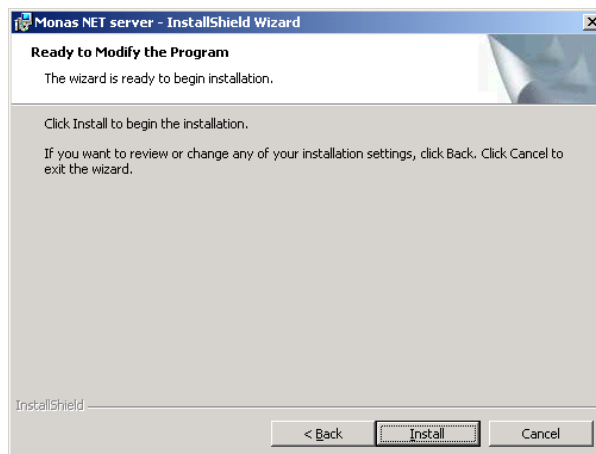 Monas NET server - InstallShield Wizard
Ready to Modify the Program
The wizard is ready to begin installation.
Click Install to begin the installation.
If you want to review or change any of your installation settings, click Back. Click Cancel to
exit the wizard.
InstallShield
< Back Install Cancel